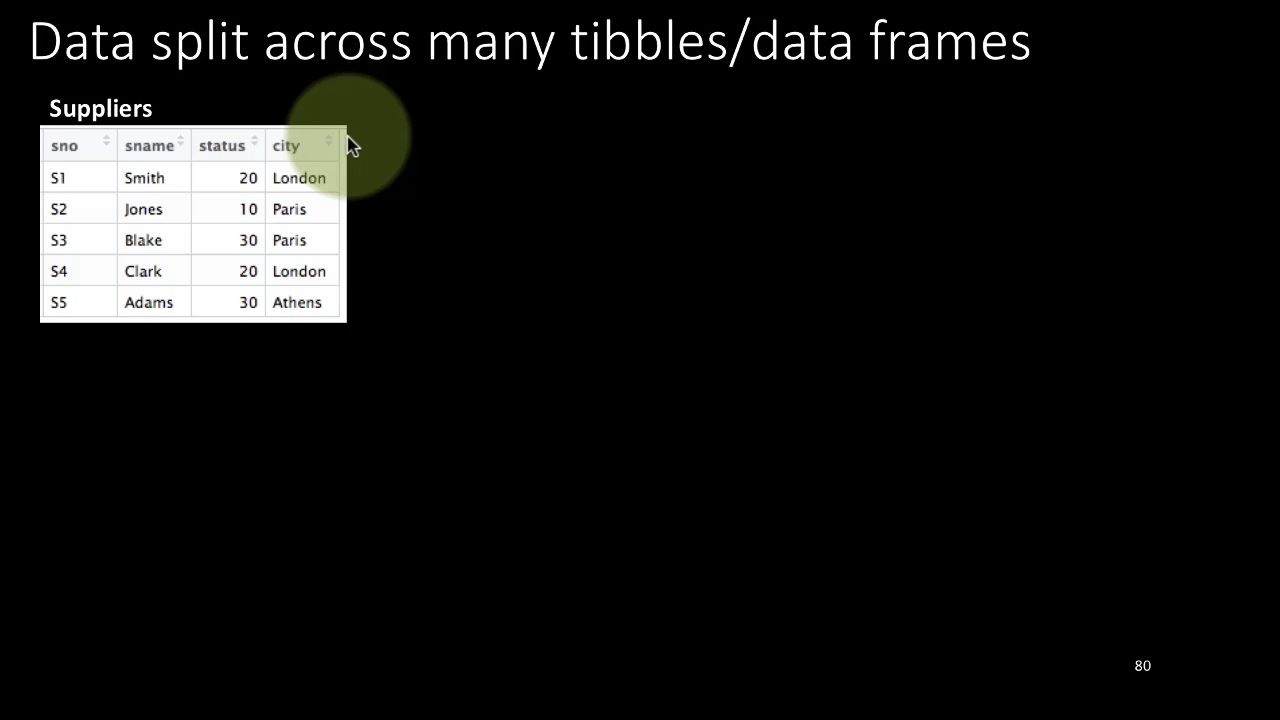 Data split across many tibbles/data frames
Suppliers
sno sname status city
S1 Smith 20 London
S2 Jones 10 Paris
S3 Blake 30 Paris
S4 Clark 20 London
S5 Adams 30 Athens
80